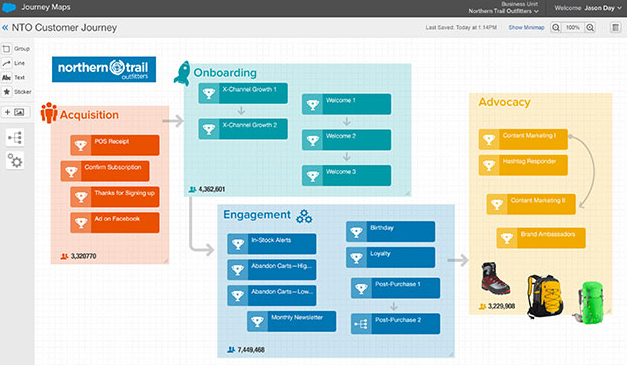 Journey Maps
Business Unit
Northern Trail Outfitters
Welcome Jason Day
NTO Customer Journey
Last Saved: Today at 1:14PM
Show Minimap
100%
Group
Line
Abc Text
Sticker
northern trail
outfitters
Acquisition
POS Receipt
Confirm Subscription
Thanks for Signing up
Ad on Facebook
3,320770
Onboarding
X-Channel Growth 1
X-Channel Growth 2
Welcome 1
Welcome 2
Welcome 3
4,362,601
Engagement
In-Stock Alerts
Abandon Carts—Hig...
Abandon Carts—Low...
Monthly Newsletter
Birthday
Loyalty
Post-Purchase 1
Post-Purchase 2
7,449,468
Advocacy
Content Marketing I
Hashtag Responder
Content Marketing II
Brand Ambassadors
3,229,908